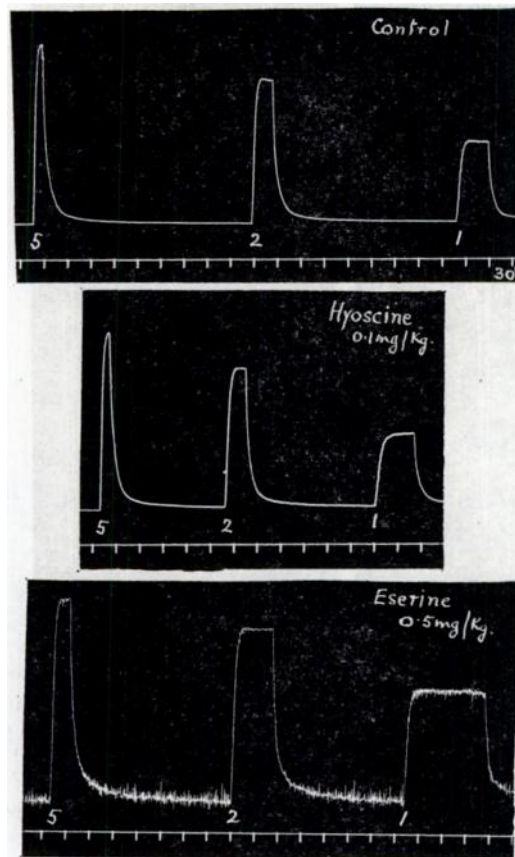 Control
5 2 1
30
Hyoscine
0.1mg/Kg.
5 2 1
Eserine
0.5mg/Kg.
5 2 1